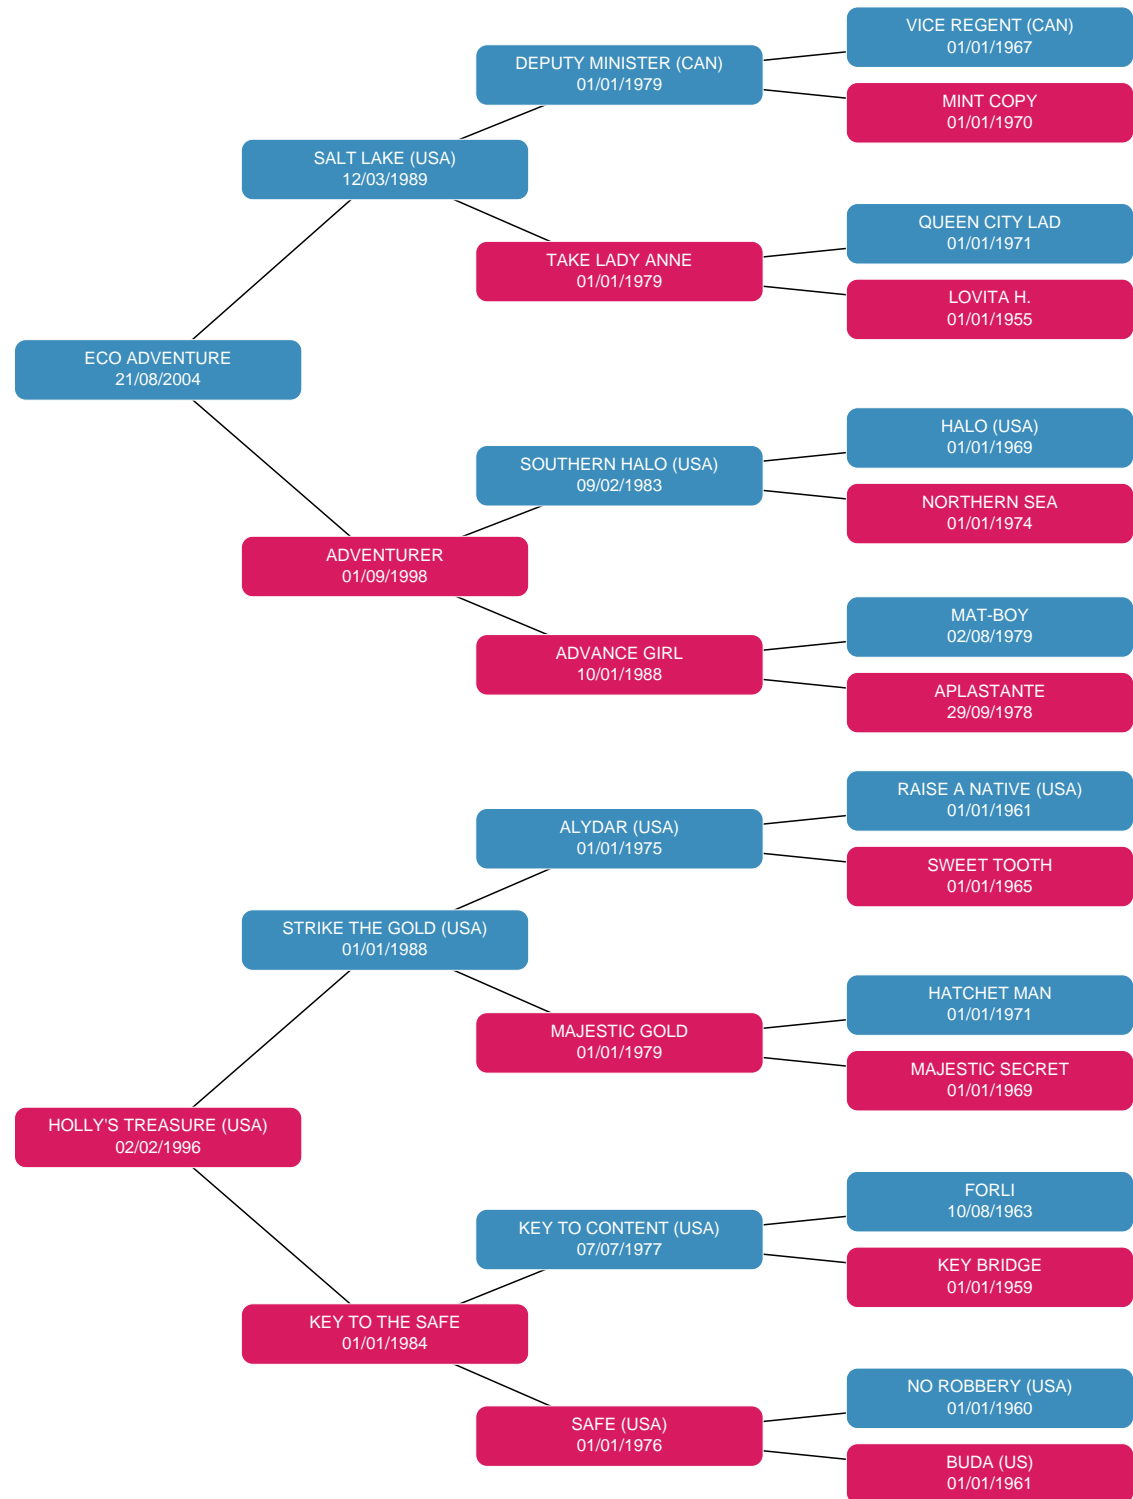 VICE REGENT (CAN)
01/01/1967
DEPUTY MINISTER (CAN)
01/01/1979
MINT COPY
01/01/1970
SALT LAKE (USA)
12/03/1989
QUEEN CITY LAD
01/01/1971
TAKE LADY ANNE
01/01/1979
LOVITA H.
01/01/1955
ECO ADVENTURE
21/08/2004
HALO (USA)
01/01/1969
SOUTHERN HALO (USA)
09/02/1983
NORTHERN SEA
01/01/1974
ADVENTURER
01/09/1998
MAT-BOY
02/08/1979
ADVANCE GIRL
10/01/1988
APLASTANTE
29/09/1978
RAISE A NATIVE (USA)
01/01/1961
ALYDAR (USA)
01/01/1975
SWEET TOOTH
01/01/1965
STRIKE THE GOLD (USA)
01/01/1988
HATCHET MAN
01/01/1971
MAJESTIC GOLD
01/01/1979
MAJESTIC SECRET
01/01/1969
HOLLY'S TREASURE (USA)
02/02/1996
FORLI
10/08/1963
KEY TO CONTENT (USA)
07/07/1977
KEY BRIDGE
01/01/1959
KEY TO THE SAFE
01/01/1984
NO ROBBERY (USA)
01/01/1960
SAFE (USA)
01/01/1976
BUDA (US)
01/01/1961